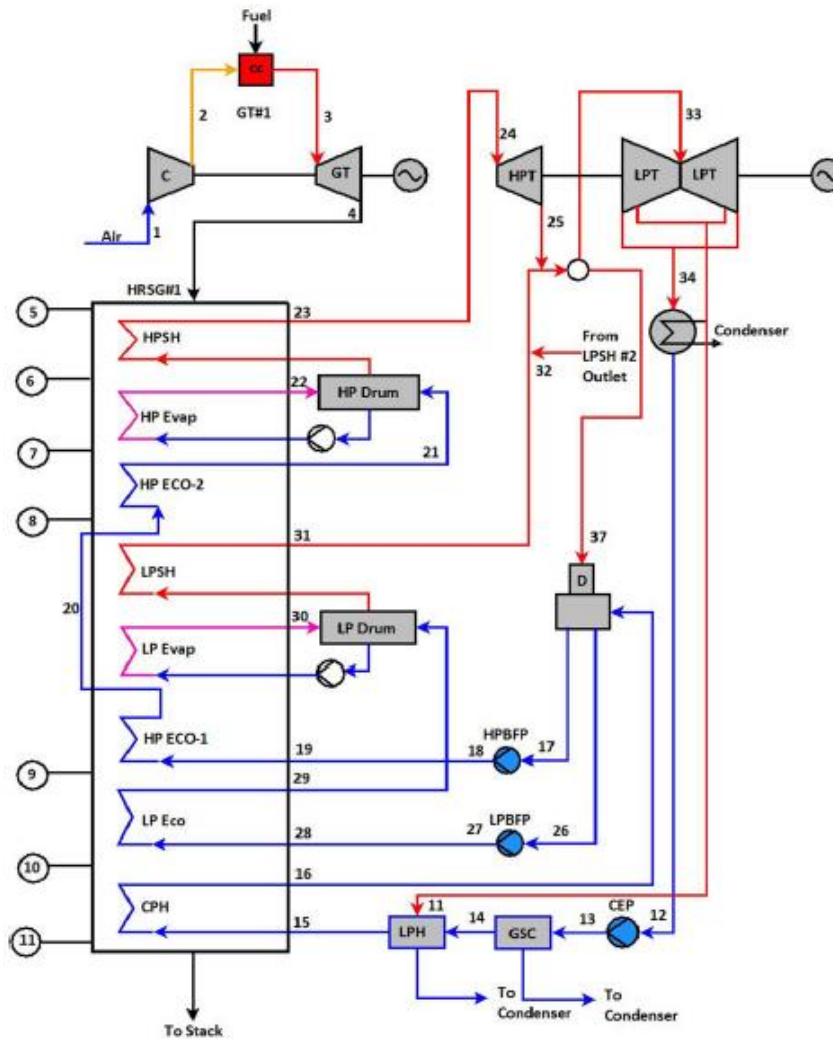 Fuel
CC
2
GT#1
3
33
24
C
GT
HPT
LPT
LPT
4
25
Air
1
34
HRSG#1
5
23
Condenser
HPSH
From
LPSH #2
Outlet
32
6
22
HP Drum
HP Evap
7
21
HP ECO-2
8
31
37
LPSH
D
20
30
LP Drum
LP Evap
HP ECO-1
HPBFP
19
18
17
9
29
LPBFP
LP Eco
28
27
26
10
16
CPH
11
CEP
15
14
13
12
11
LPH
GSC
To
Condenser
To
Condenser
To Stack